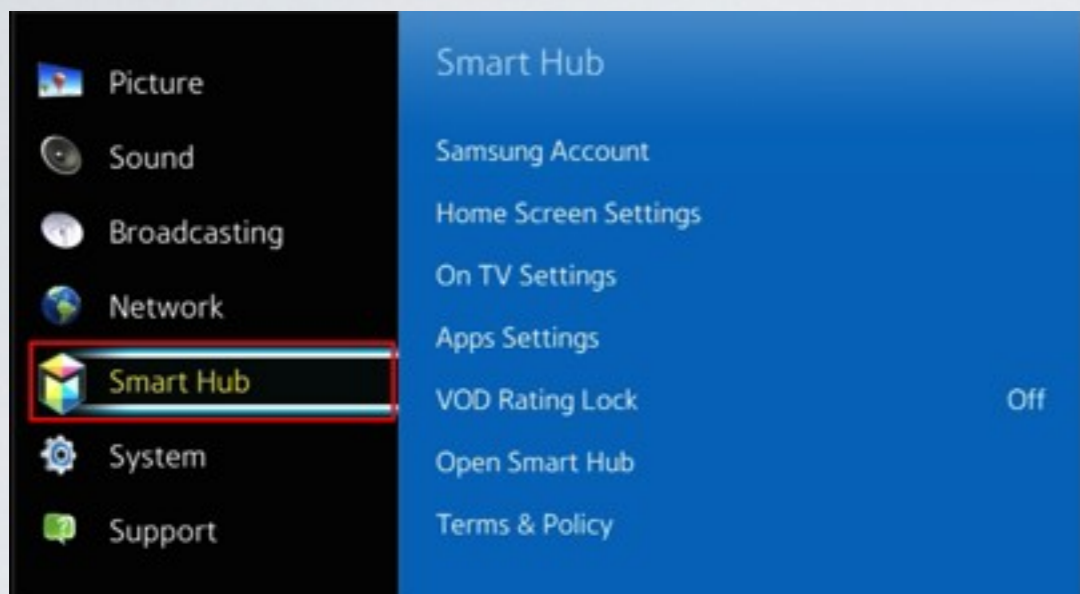 Picture
Sound
Broadcasting
Network
Smart Hub
System
Support
Smart Hub
Samsung Account
Home Screen Settings
On TV Settings
Apps Settings
VOD Rating Lock Off
Open Smart Hub
Terms & Policy